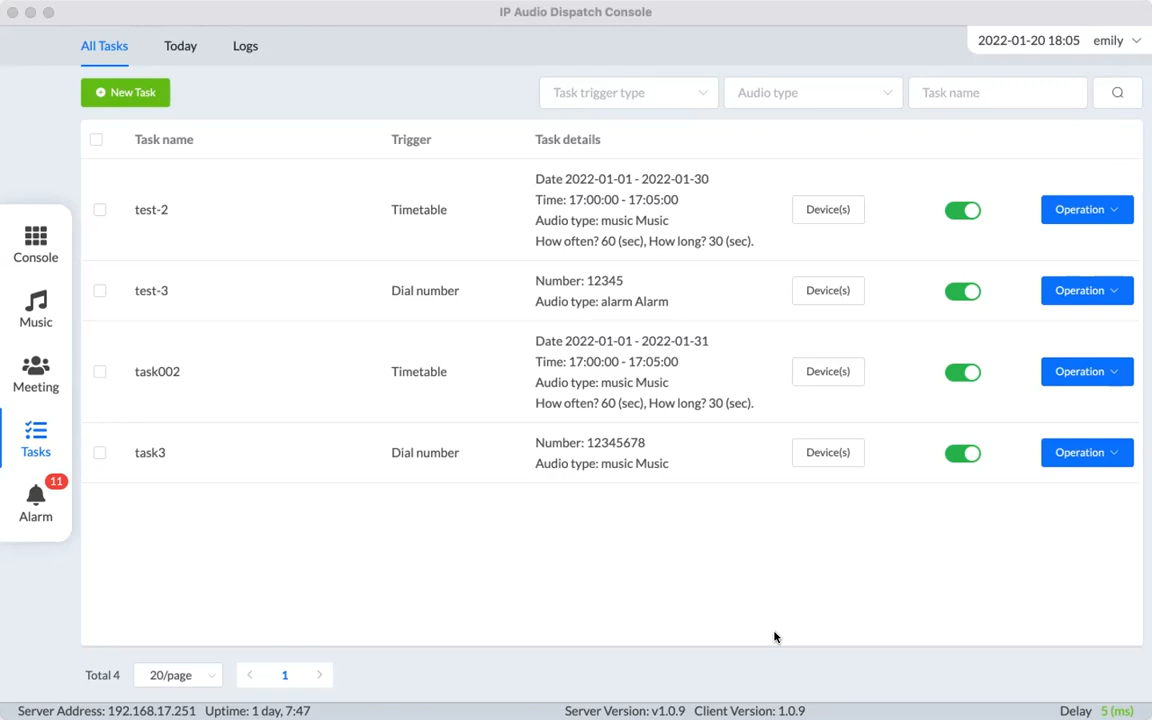 IP Audio Dispatch Console
All Tasks Today Logs
2022-01-20 18:05 emily
New Task
Task trigger type Audio type Task name
Task name Trigger Task details
test-2 Timetable
Date 2022-01-01 - 2022-01-30
Time: 17:00:00 - 17:05:00
Audio type: music Music
How often? 60 (sec), How long? 30 (sec).
Device(s) Operation
test-3 Dial number
Number: 12345
Audio type: alarm Alarm
Device(s) Operation
task002 Timetable
Date 2022-01-01 - 2022-01-31
Time: 17:00:00 - 17:05:00
Audio type: music Music
How often? 60 (sec), How long? 30 (sec).
Device(s) Operation
task3 Dial number
Number: 12345678
Audio type: music Music
Device(s) Operation
Console
Music
Meeting
Tasks
11
Alarm
Total 4 20/page 1
Server Address: 192.168.17.251 Uptime: 1 day, 7:47 Server Version: v1.0.9 Client Version: 1.0.9 Delay 5 (ms)